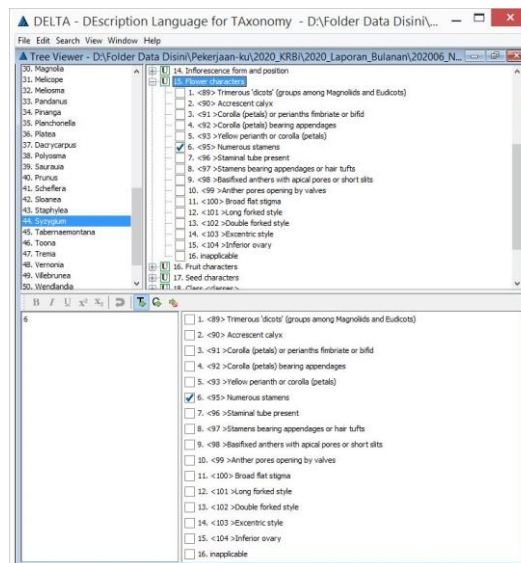 DELTA - DEscription Language for TAxonomy - D:\Folder Data Disini\...
File Edit Search View Window Help
Tree Viewer - D:\Folder Data Disini\Pekerjaan-ku\2020_KRBi\2020_Laporan_Bulanan\202006_N...
30. Magnolia
31. Melicope
32. Meliosma
33. Pandanus
34. Pinanga
35. Planchonella
36. Platea
37. Dacrycarpus
38. Polyosma
39. Saurauia
40. Prunus
41. Scheflera
42. Sloanea
43. Staphylea
44. Syzygium
45. Tabernaemontana
46. Toona
47. Trema
48. Vernonia
49. Villebrunea
50. Wendlandia
U 14. Inflorescence form and position
U 15. Flower characters
1. <89> Trimerous 'dicots' (groups among Magnoliids and Eudicots)
2. <90> Accrescent calyx
3. <91 >Corolla (petals) or perianths fimbriate or bifid
4. <92 >Corolla (petals) bearing appendages
5. <93 >Yellow perianth or corolla (petals)
6. <95> Numerous stamens
7. <96 >Staminal tube present
8. <97 >Stamens bearing appendages or hair tufts
9. <98 >Basifixed anthers with apical pores or short slits
10. <99 >Anther pores opening by valves
11. <100> Broad flat stigma
12. <101 >Long forked style
13. <102 >Double forked style
14. <103 >Excentric style
15. <104 >Inferior ovary
16. inapplicable
U 16. Fruit characters
U 17. Seed characters
U 18. Class <classes>
B I U x² X₂
6
1. <89> Trimerous 'dicots' (groups among Magnoliids and Eudicots)
2. <90> Accrescent calyx
3. <91 >Corolla (petals) or perianths fimbriate or bifid
4. <92 >Corolla (petals) bearing appendages
5. <93 >Yellow perianth or corolla (petals)
6. <95> Numerous stamens
7. <96 >Staminal tube present
8. <97 >Stamens bearing appendages or hair tufts
9. <98 >Basifixed anthers with apical pores or short slits
10. <99 >Anther pores opening by valves
11. <100> Broad flat stigma
12. <101 >Long forked style
13. <102 >Double forked style
14. <103 >Excentric style
15. <104 >Inferior ovary
16. inapplicable